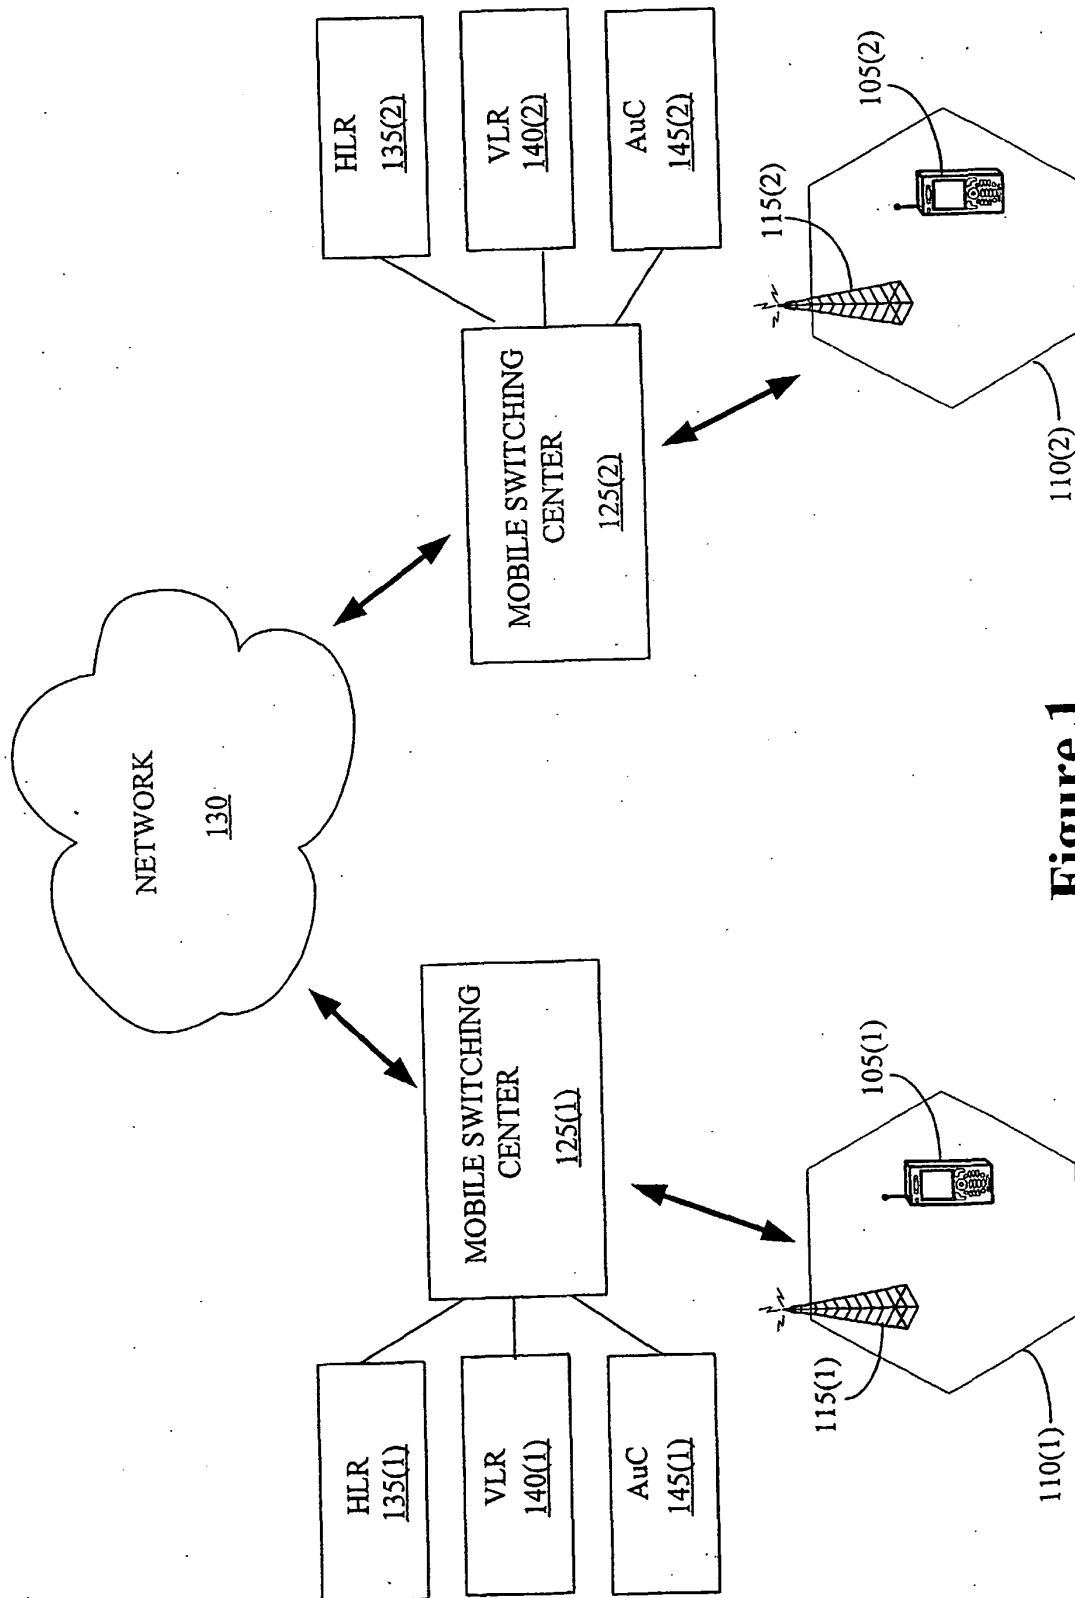 NETWORK
130
HLR
135(1)
VLR
140(1)
AuC
145(1)
MOBILE SWITCHING
CENTER
125(1)
MOBILE SWITCHING
CENTER
125(2)
HLR
135(2)
VLR
140(2)
AuC
145(2)
115(1)
105(1)
110(1)
115(2)
105(2)
110(2)
Figure 1